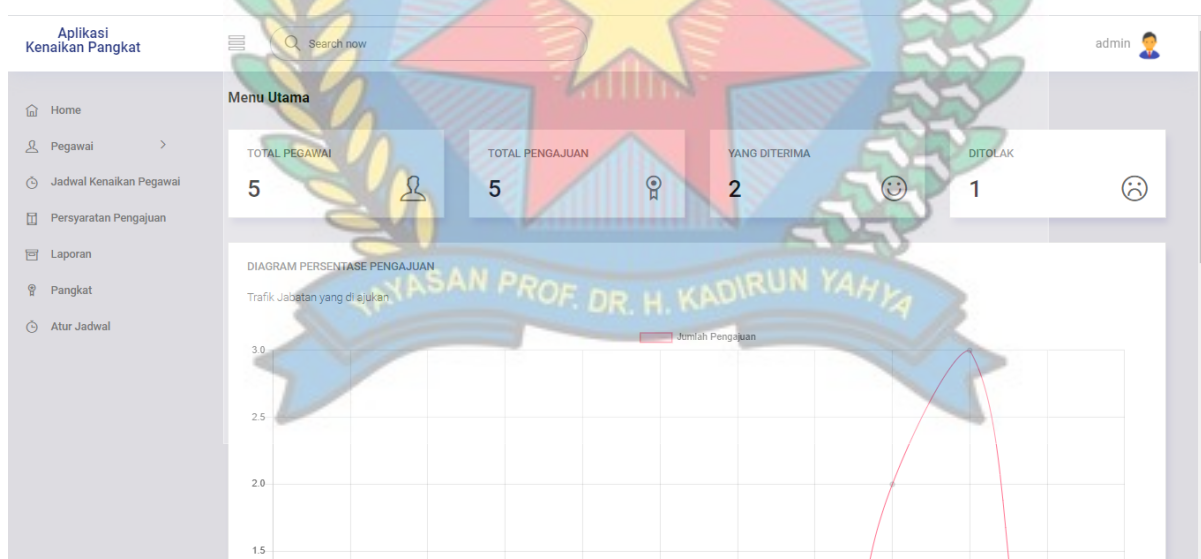 Aplikasi
Kenaikan Pangkat
Search now
admin
Home
Pegawai
Jadwal Kenaikan Pegawai
Persyaratan Pengajuan
Laporan
Pangkat
Atur Jadwal
Menu Utama
TOTAL PEGAWAI
5
TOTAL PENGAJUAN
5
YANG DITERIMA
2
DITOLAK
1
DIAGRAM PERSENTASE PENGAJUAN
Trafik Jabatan yang di ajukan
YAYASAN PROF. DR. H. KADIRUN YAHYA
Jumlah Pengajuan
3.0
2.5
2.0
1.5